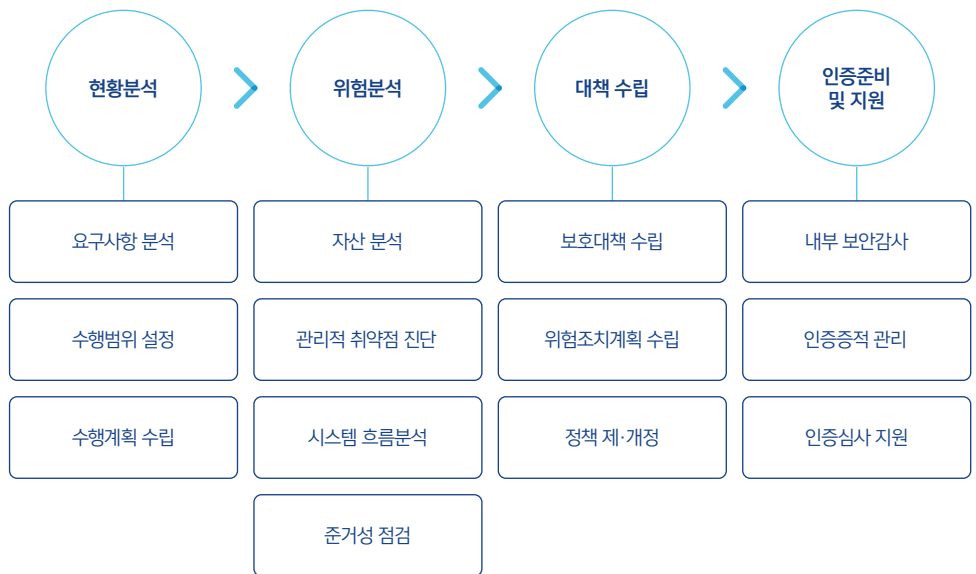 현황분석
위험분석
대책 수립
인증준비
및 지원
요구사항 분석
자산 분석
보호대책 수립
내부 보안감사
수행범위 설정
관리적 취약점 진단
위험조치계획 수립
인증증적 관리
수행계획 수립
시스템 흐름분석
정책 제·개정
인증심사 지원
준거성 점검